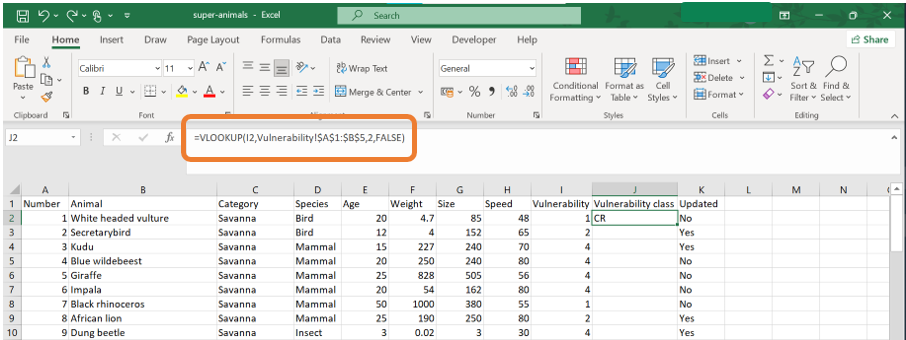 super-animals - Excel
Search
File Home Insert Draw Page Layout Formulas Data Review View Developer Help Share
Paste
Calibri 11 A^ A˅
B I U A
Clipboard Font
Wrap Text
Merge & Center
Alignment
General
% 9
Number
Conditional Formatting
Format as Table
Cell Styles
Styles
Insert
Delete
Format
Cells
Sort & Filter
Find & Select
Editing
J2 fx =VLOOKUP(I2,Vulnerability!$A$1:$B$5,2,FALSE)
A B C D E F G H I J K L M N
1 Number Animal Category Species Age Weight Size Speed Vulnerability Vulnerability class Updated
2 1 White headed vulture Savanna Bird 20 4.7 85 48 1 CR No
3 2 Secretarybird Savanna Bird 12 4 152 65 2 Yes
4 3 Kudu Savanna Mammal 15 227 240 70 4 Yes
5 4 Blue wildebeest Savanna Mammal 20 250 240 80 4 No
6 5 Giraffe Savanna Mammal 25 828 505 56 4 No
7 6 Impala Savanna Mammal 20 54 162 80 4 No
8 7 Black rhinoceros Savanna Mammal 50 1000 380 55 1 No
9 8 African lion Savanna Mammal 25 190 250 80 2 Yes
10 9 Dung beetle Savanna Insect 3 0.02 3 30 4 Yes